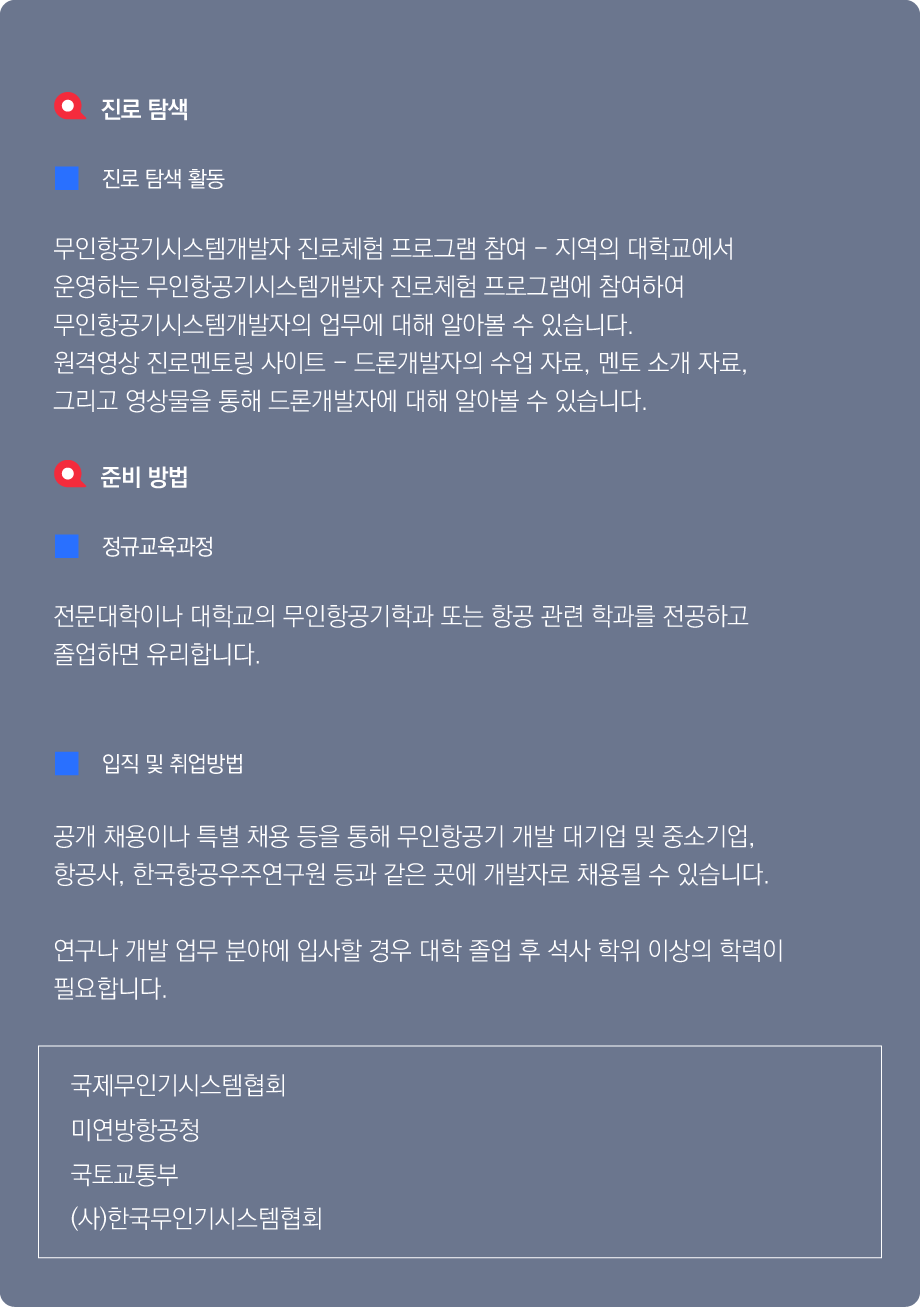 진로 탐색
진로 탐색 활동
무인항공기시스템개발자 진로체험 프로그램 참여 – 지역의 대학교에서
운영하는 무인항공기시스템개발자 진로체험 프로그램에 참여하여
무인항공기시스템개발자의 업무에 대해 알아볼 수 있습니다.
원격영상 진로멘토링 사이트 – 드론개발자의 수업 자료, 멘토 소개 자료,
그리고 영상물을 통해 드론개발자에 대해 알아볼 수 있습니다.
준비 방법
정규교육과정
전문대학이나 대학교의 무인항공기학과 또는 항공 관련 학과를 전공하고
졸업하면 유리합니다.
입직 및 취업방법
공개 채용이나 특별 채용 등을 통해 무인항공기 개발 대기업 및 중소기업,
항공사, 한국항공우주연구원 등과 같은 곳에 개발자로 채용될 수 있습니다.
연구나 개발 업무 분야에 입사할 경우 대학 졸업 후 석사 학위 이상의 학력이
필요합니다.
국제무인기시스템협회
미연방항공청
국토교통부
(사)한국무인기시스템협회